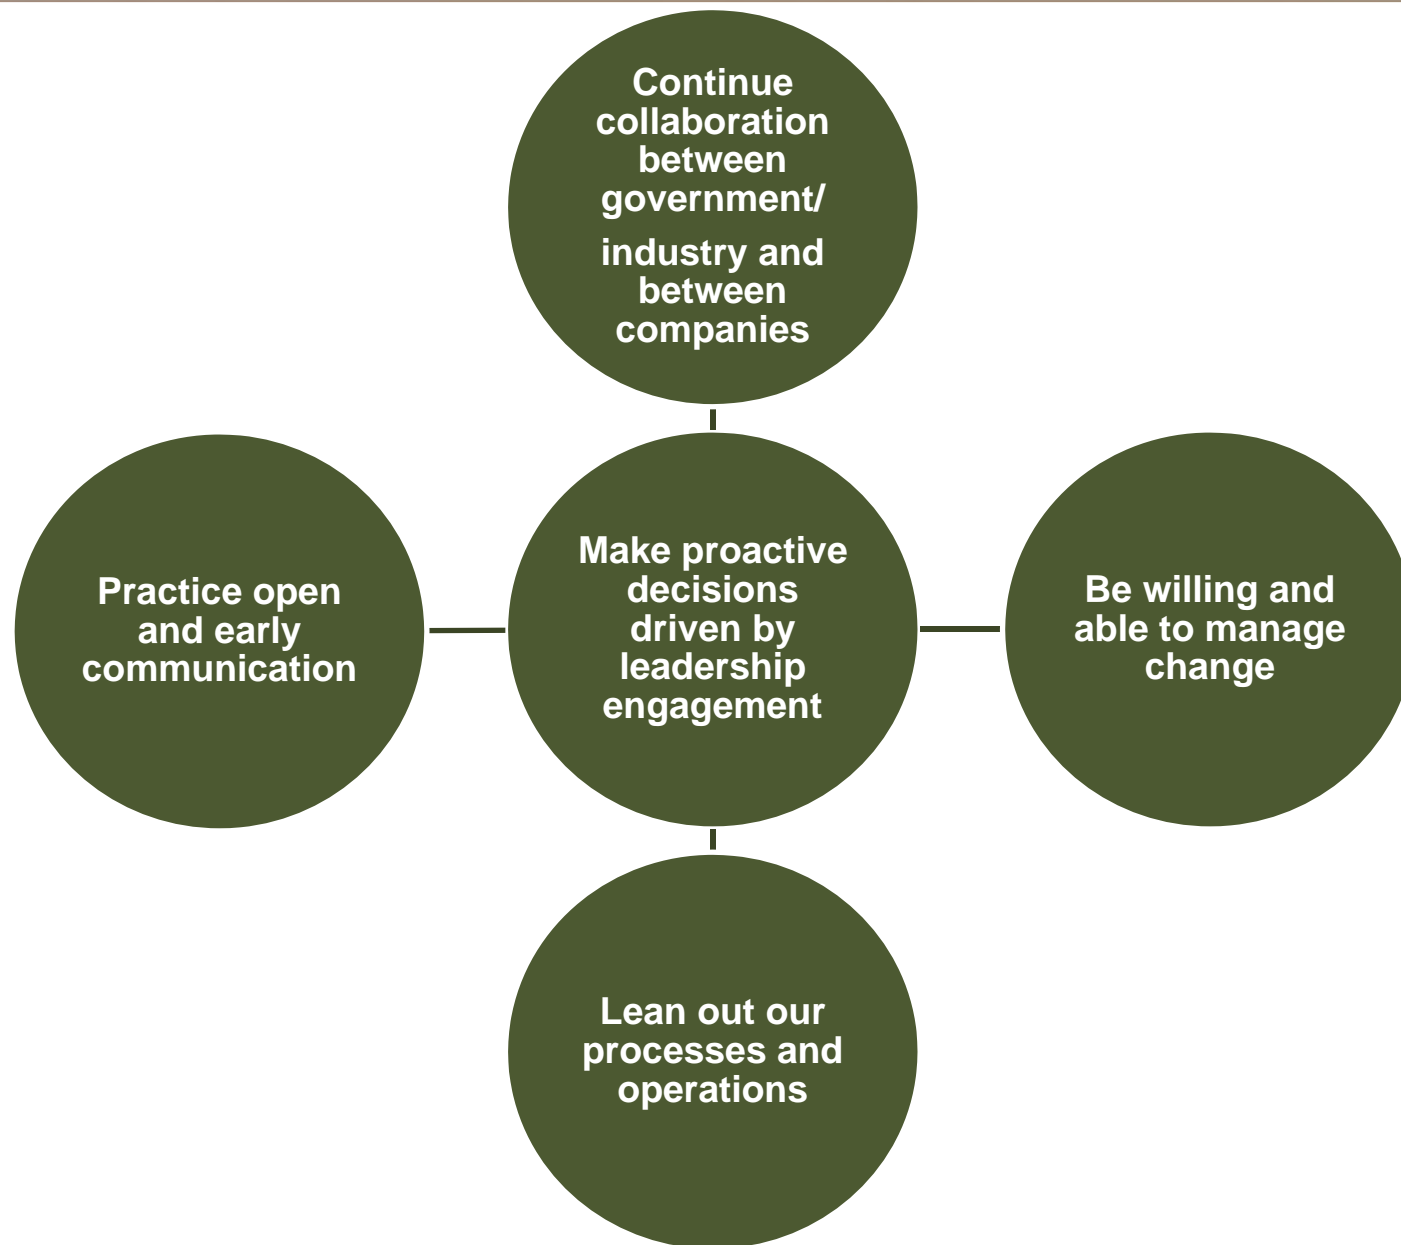 Continue
collaboration
between
government/
industry and
between
companies
Practice open
and early
communication
Make proactive
decisions
driven by
leadership
engagement
Be willing and
able to manage
change
Lean out our
processes and
operations